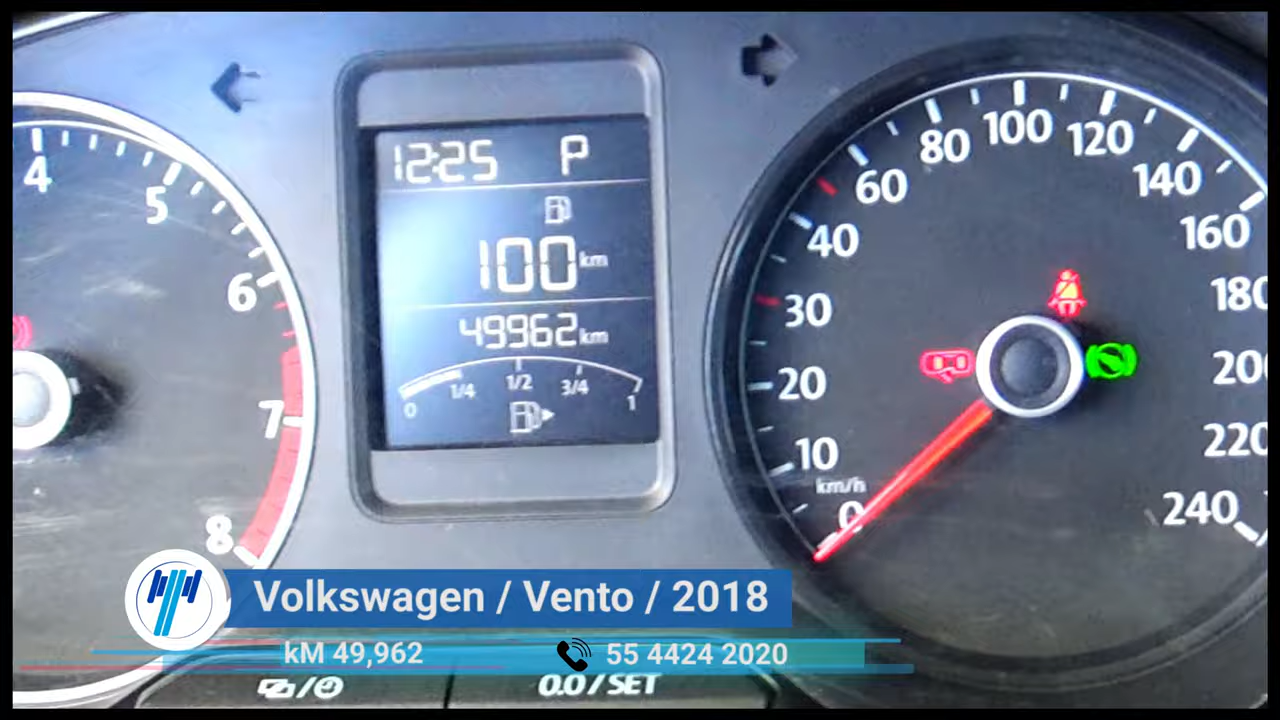 12:25 P
100 km
49962 km
0 1/4 1/2 3/4 1
4
5
6
7
8
0
10
20
30
40
60
80
100
120
140
160
180
200
220
240
km/h
Volkswagen / Vento / 2018
kM 49,962
55 4424 2020
0.0 / SET